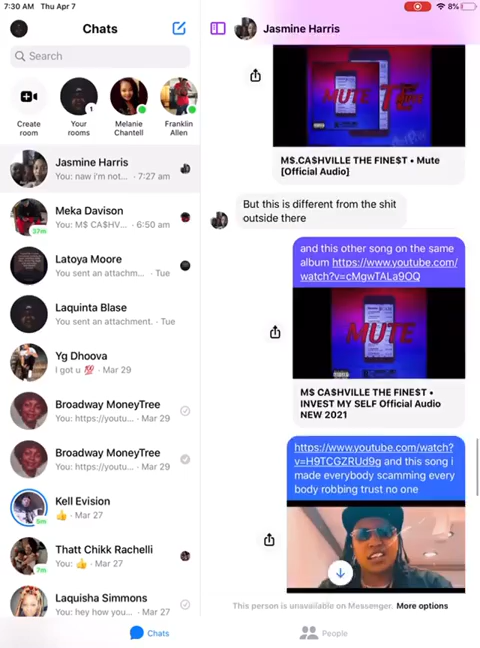 7:30 AM Thu Apr 7
8%
Chats
Search
Create
room
1
Your
rooms
Melanie
Chantell
Franklin
Allen
Jasmine Harris
You: naw i'm not... · 7:27 am
37m
Meka Davison
You: M$ CA$HV... · 6:50 am
Latoya Moore
You sent an attachm... · Tue
Laquinta Blase
You sent an attachment. · Tue
Yg Dhoova
I got u 💯 · Mar 29
Broadway MoneyTree
You: https://youtu... · Mar 29
Broadway MoneyTree
You: https://youtu... · Mar 29
5m
Kell Evision
👍 · Mar 27
7m
Thatt Chikk Rachelli
You: 👍 · Mar 27
Laquisha Simmons
You: hey how you... · Mar 27
Chats
Jasmine Harris
MUTE
M$.CA$HVILLE THE FINE$T • Mute
[Official Audio]
But this is different from the shit
outside there
and this other song on the same
album https://www.youtube.com/
watch?v=cMgwTALa9OQ
MUTE
M$ CA$HVILLE THE FINE$T •
INVEST MY SELF Official Audio
NEW 2021
https://www.youtube.com/watch?
v=H9TCGZRUd9g and this song i
made everybody scamming every
body robbing trust no one
This person is unavailable on Messenger. More options
People